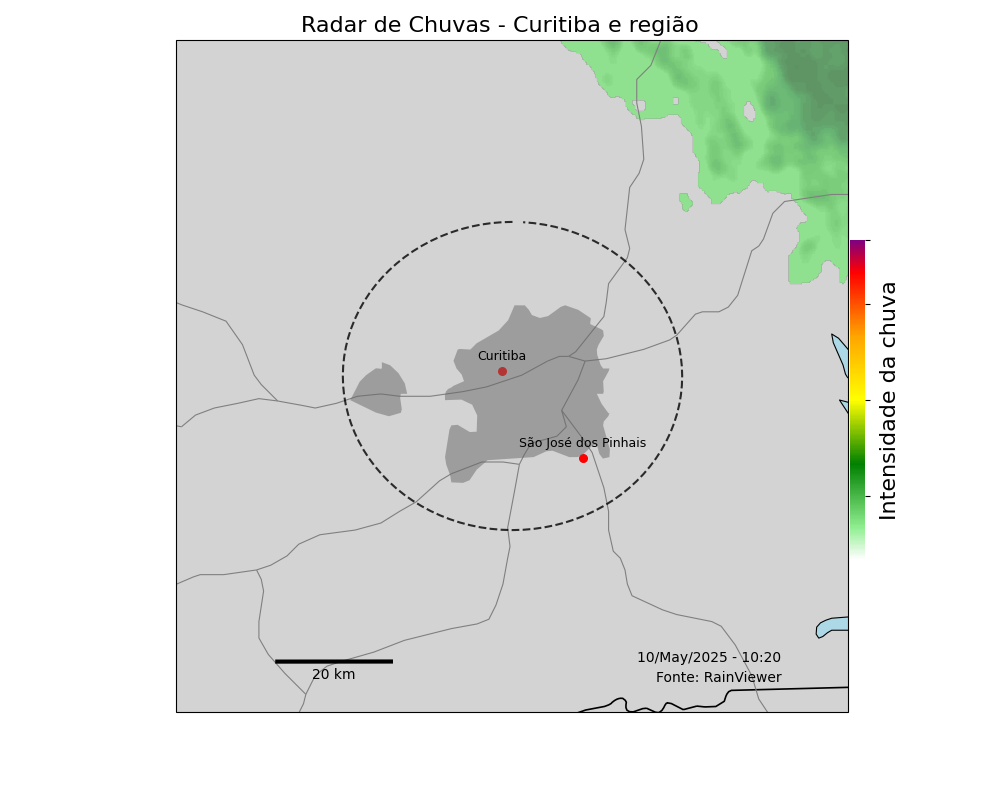 Radar de Chuvas - Curitiba e região
Curitiba
São José dos Pinhais
Intensidade da chuva
10/May/2025 - 10:20
Fonte: RainViewer
20 km